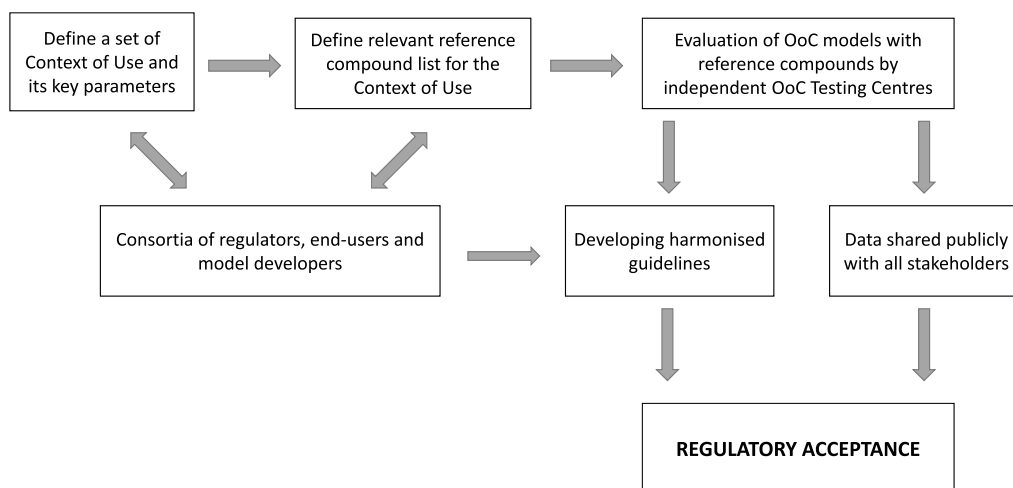 Define a set of
Context of Use and
its key parameters
Define relevant reference
compound list for the
Context of Use
Evaluation of OoC models with
reference compounds by
independent OoC Testing Centres
Consortia of regulators, end-users and
model developers
Developing harmonised
guidelines
Data shared publicly
with all stakeholders
REGULATORY ACCEPTANCE